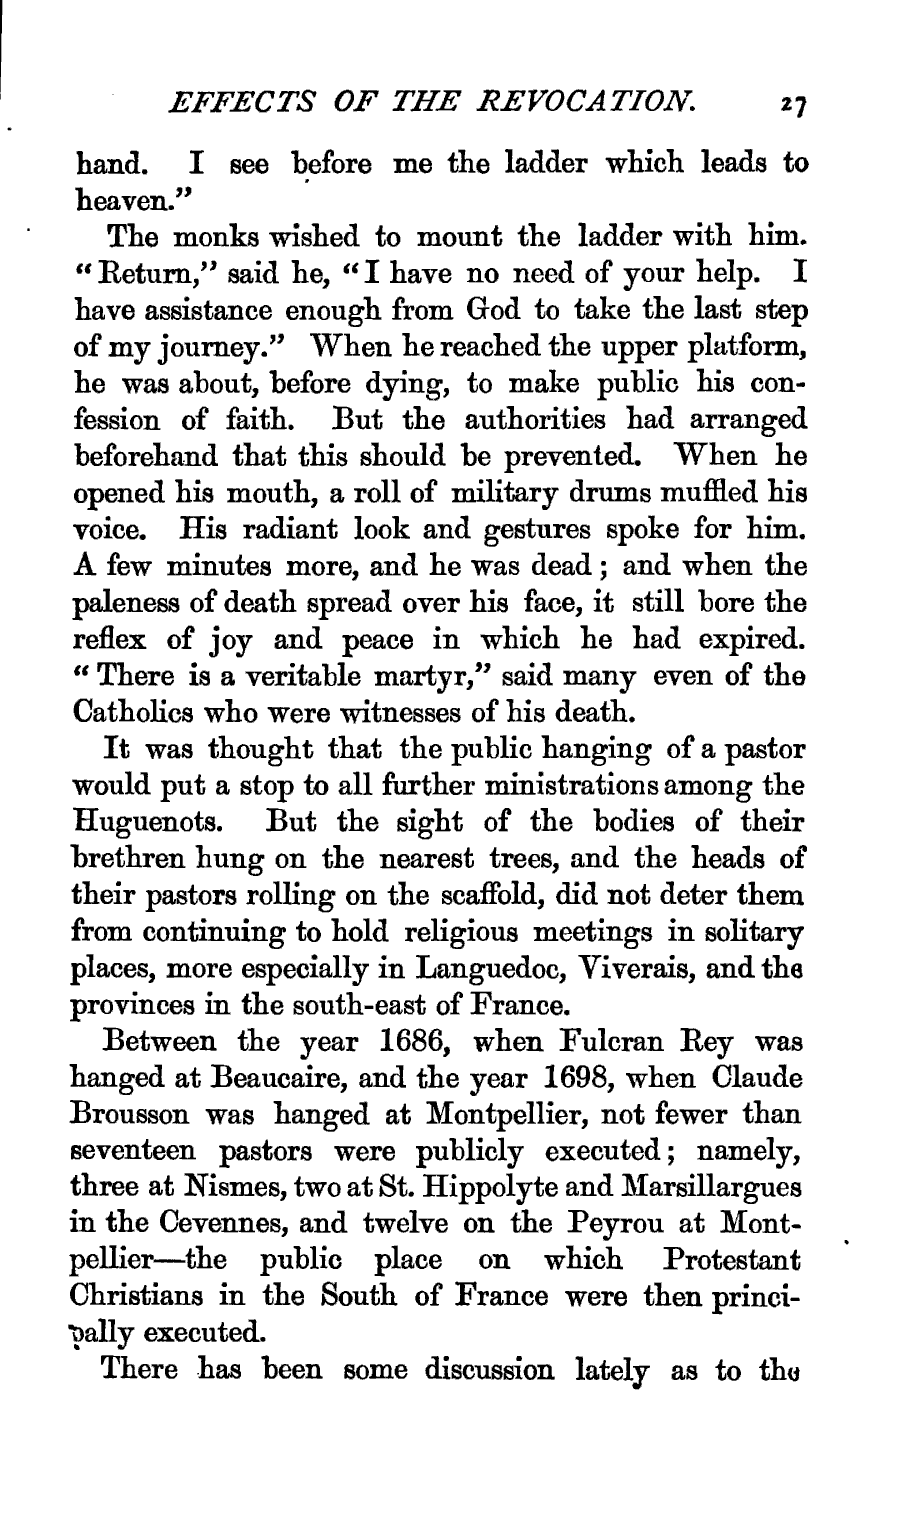 EFFECTS OF THE REVOCATION. 27
hand. I see before me the ladder which leads to
heaven.”
The monks wished to mount the ladder with him.
“Return,” said he, “I have no need of your help. I
have assistance enough from God to take the last step
of my journey.” When he reached the upper platform,
he was about, before dying, to make public his con-
fession of faith. But the authorities had arranged
beforehand that this should be prevented. When he
opened his mouth, a roll of military drums muffled his
voice. His radiant look and gestures spoke for him.
A few minutes more, and he was dead; and when the
paleness of death spread over his face, it still bore the
reflex of joy and peace in which he had expired.
“There is a veritable martyr,” said many even of the
Catholics who were witnesses of his death.
It was thought that the public hanging of a pastor
would put a stop to all further ministrations among the
Huguenots. But the sight of the bodies of their
brethren hung on the nearest trees, and the heads of
their pastors rolling on the scaffold, did not deter them
from continuing to hold religious meetings in solitary
places, more especially in Languedoc, Viverais, and the
provinces in the south-east of France.
Between the year 1686, when Fulcran Rey was
hanged at Beaucaire, and the year 1698, when Claude
Brousson was hanged at Montpellier, not fewer than
seventeen pastors were publicly executed; namely,
three at Nismes, two at St. Hippolyte and Marsillargues
in the Cevennes, and twelve on the Peyrou at Mont-
pellier—the public place on which Protestant
Christians in the South of France were then princi-
pally executed.
There has been some discussion lately as to the